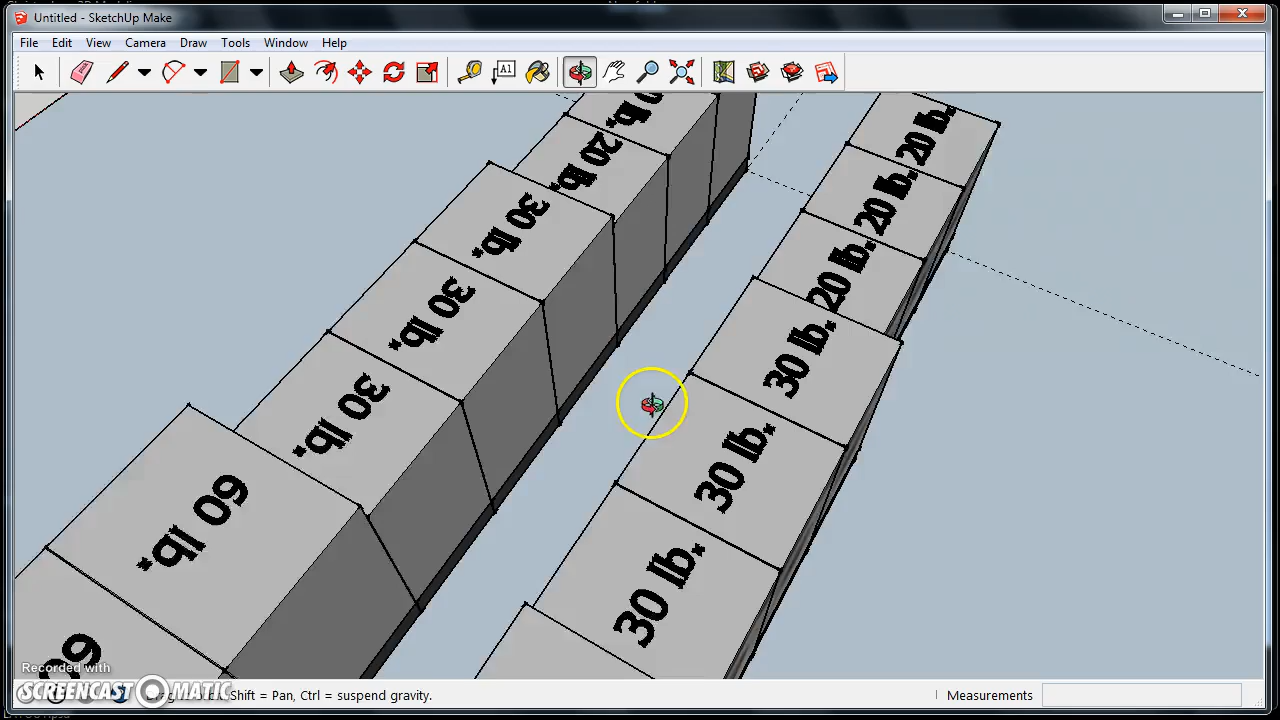 Untitled - SketchUp Make
File Edit View Camera Draw Tools Window Help
A1
30 lb.
20 lb.
20 lb.
20 lb.
30 lb.
20 lb.
30 lb.
30 lb.
30 lb.
30 lb.
60 lb.
30 lb.
60
Recorded with
SCREENCAST MATIC
Shift = Pan, Ctrl = suspend gravity.
Measurements